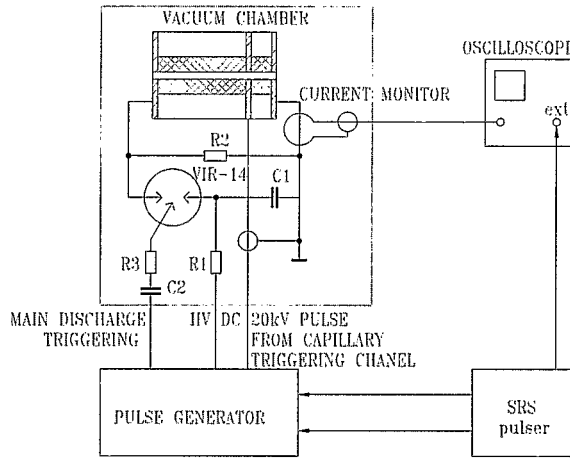 VACUUM CHAMBER
OSCILLOSCOPE
CURRENT MONITOR
ext
R2
VIR-14
C1
R3
R1
C2
MAIN DISCHARGE
TRIGGERING
HV DC
20kV PULSE
FROM CAPILLARY
TRIGGERING CHANEL
PULSE GENERATOR
SRS
pulser